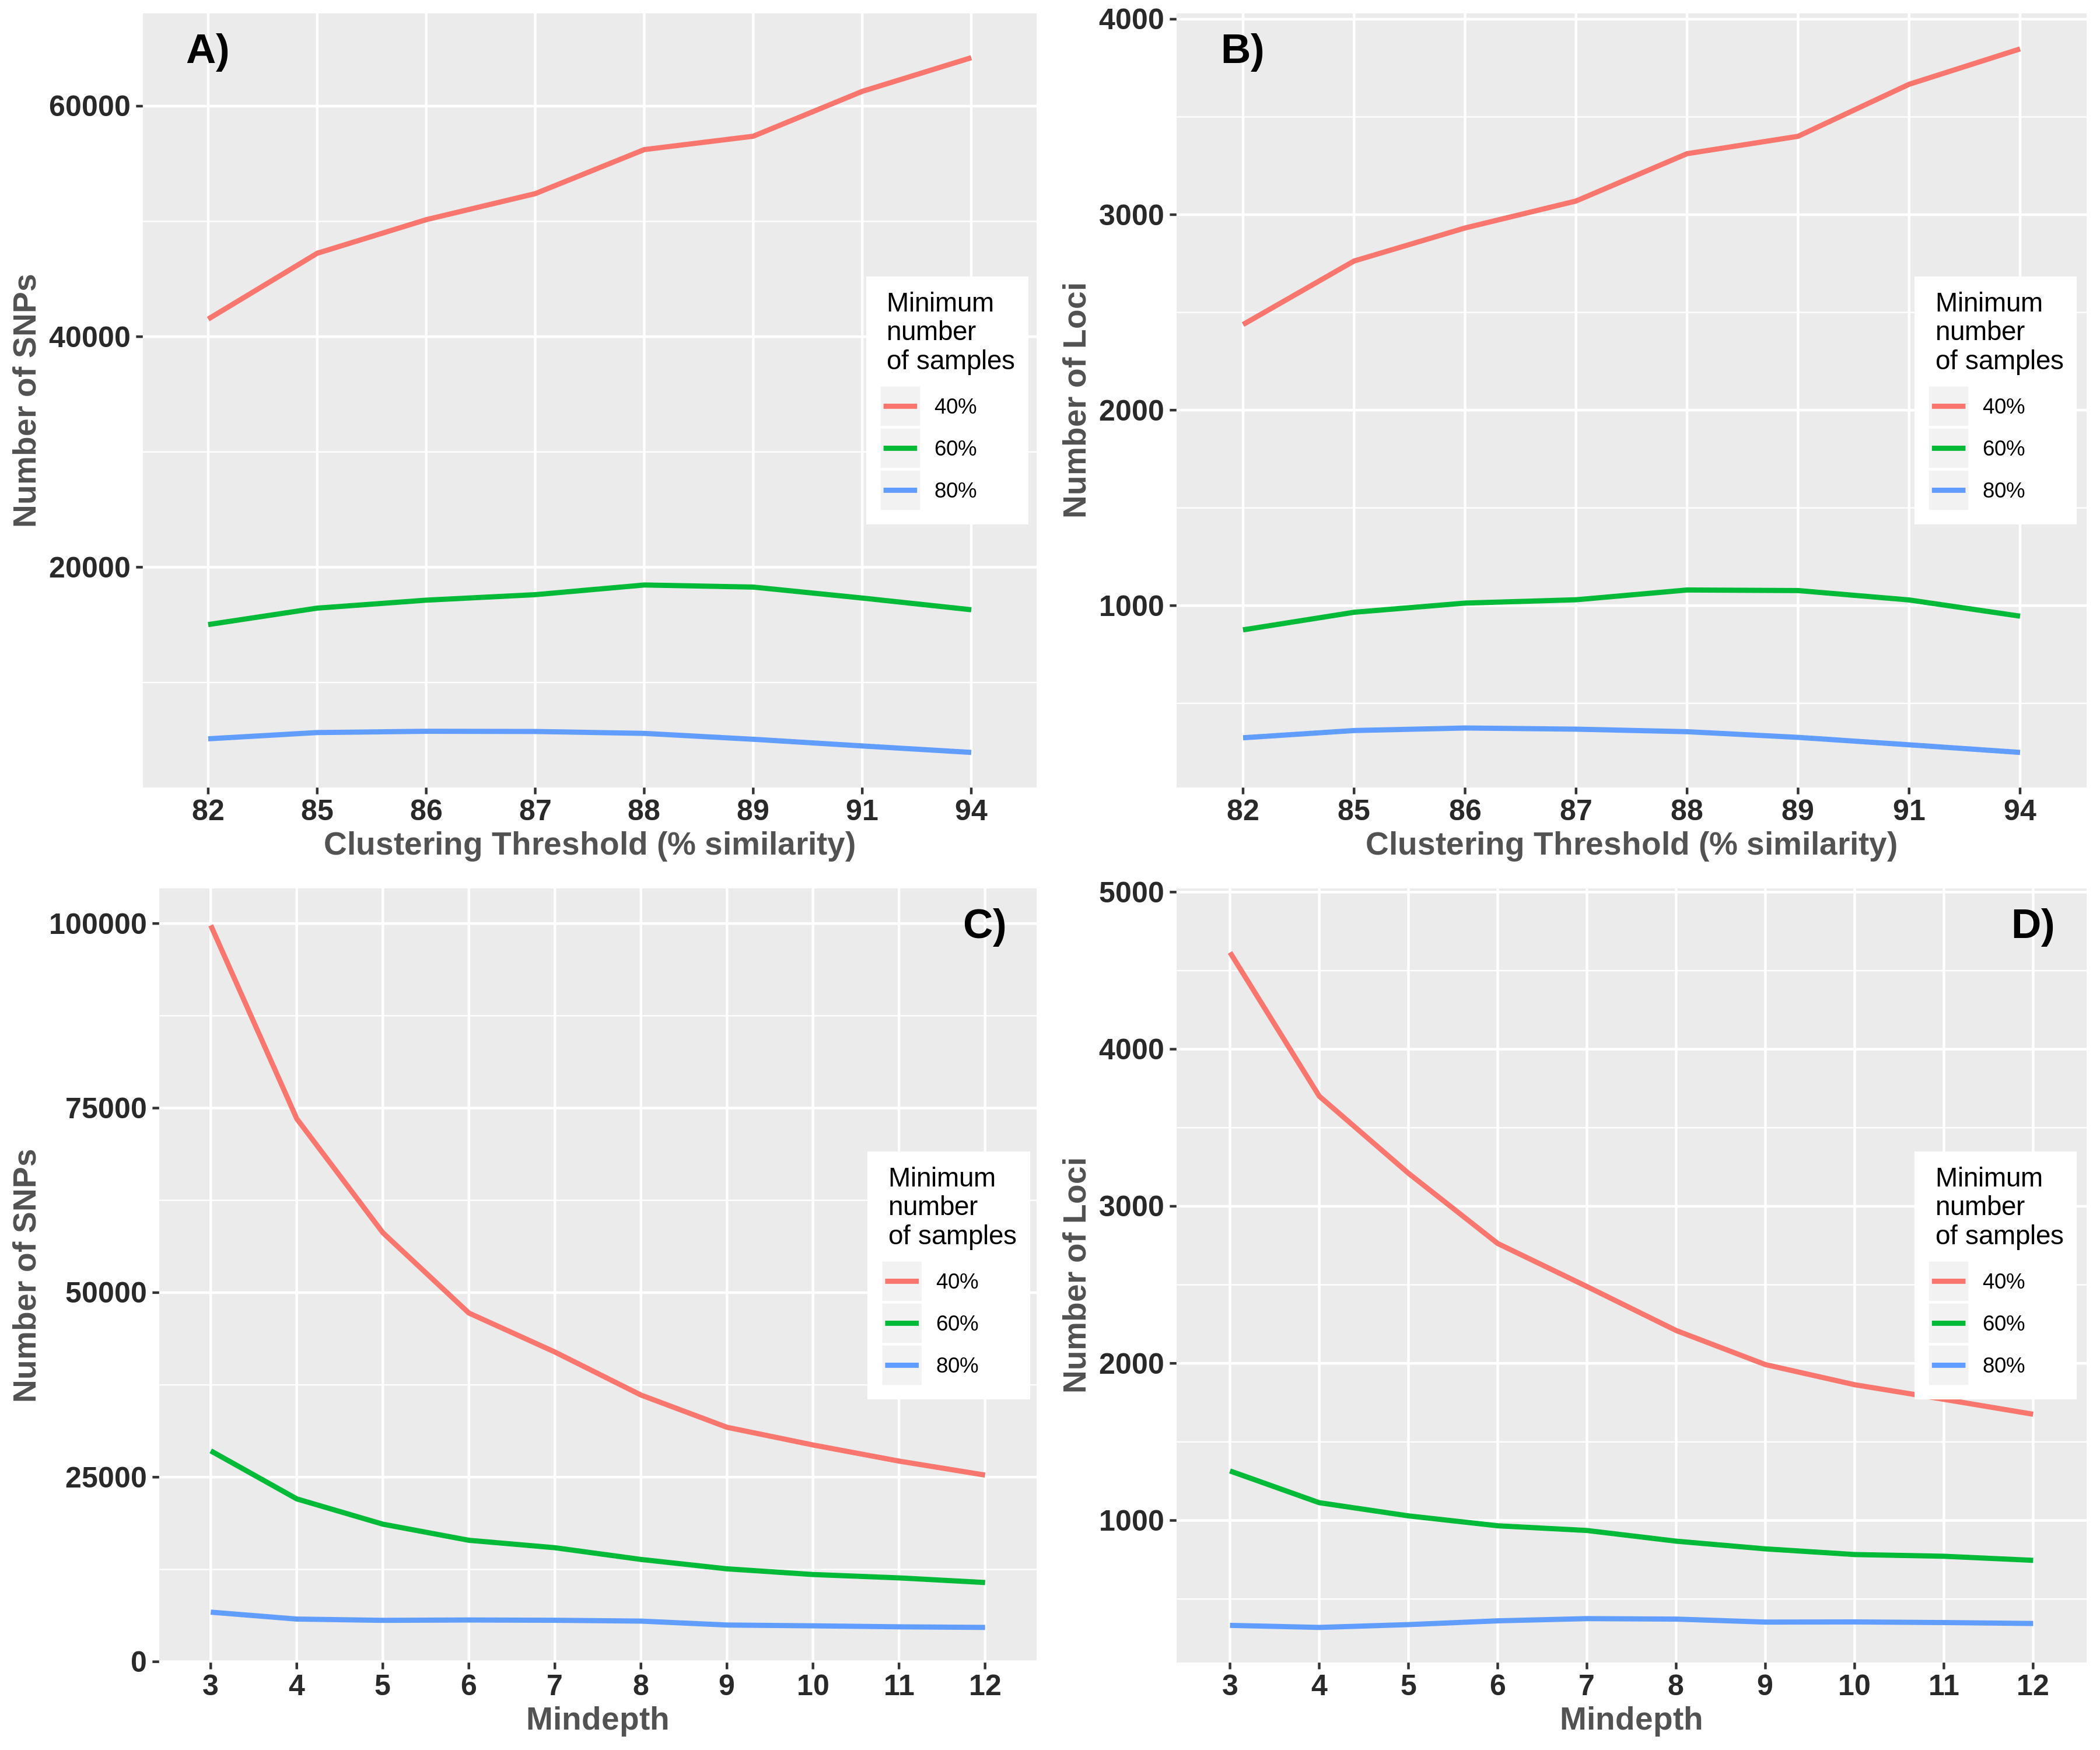 A)
Number of SNPs
60000
40000
20000
Minimum
number
of samples
40%
60%
80%
82 85 86 87 88 89 91 94
Clustering Threshold (% similarity)
B)
Number of Loci
4000
3000
2000
1000
Minimum
number
of samples
40%
60%
80%
82 85 86 87 88 89 91 94
Clustering Threshold (% similarity)
C)
Number of SNPs
100000
75000
50000
25000
0
Minimum
number
of samples
40%
60%
80%
3 4 5 6 7 8 9 10 11 12
Mindepth
D)
Number of Loci
5000
4000
3000
2000
1000
Minimum
number
of samples
40%
60%
80%
3 4 5 6 7 8 9 10 11 12
Mindepth